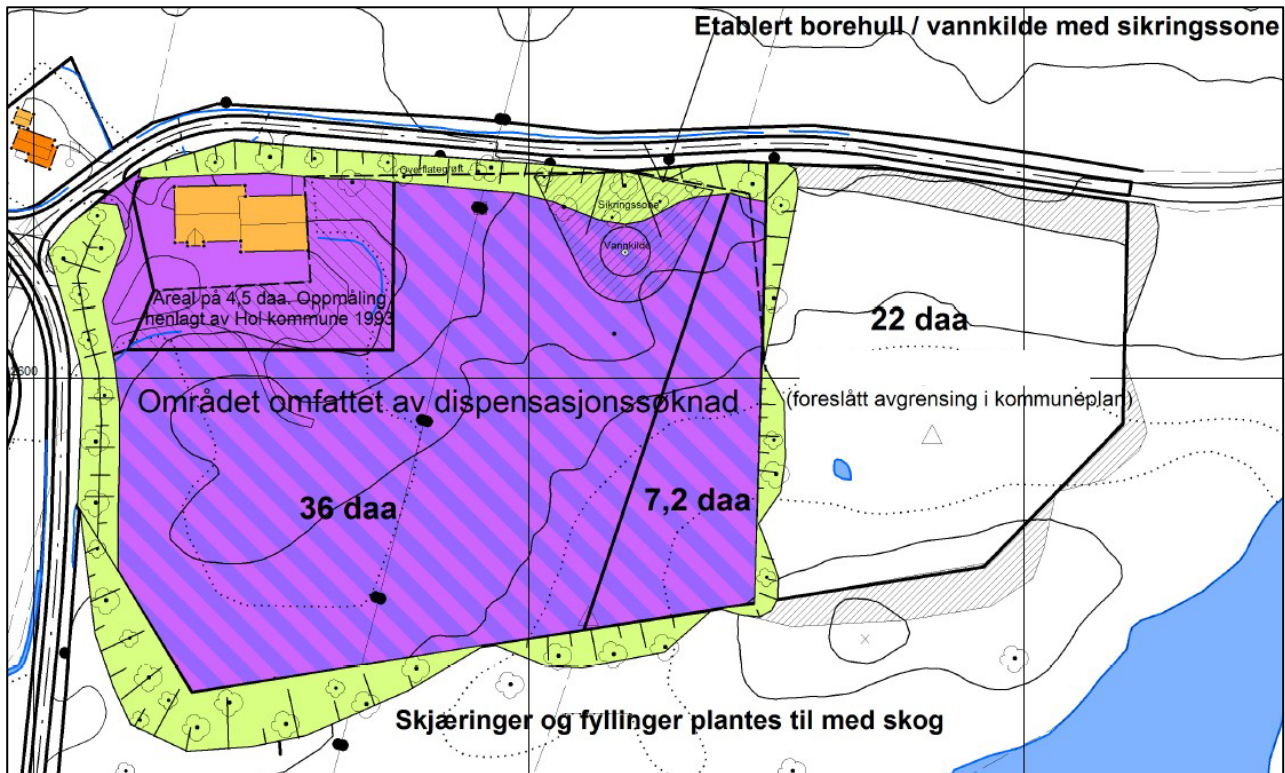 Etablert borehull / vannkilde med sikringssone
Overflategrøft
Sikringssone
Vannkilde
Areal på 4,5 daa. Oppmåling
henlagt av Hol kommune 1993
22 daa
2600
Området omfattet av dispensasjonssøknad
(foreslått avgrensing i kommuneplan)
36 daa
7,2 daa
Skjæringer og fyllinger plantes til med skog